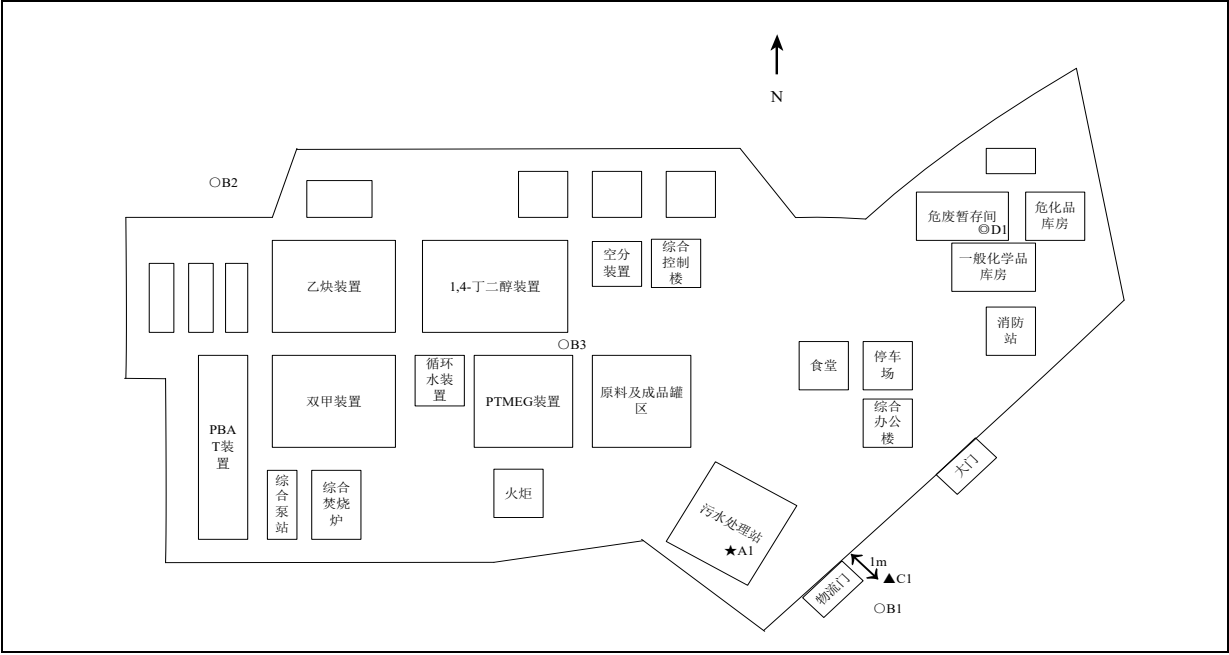 N
○B2
危废暂存间
◎D1
危化品
库房
一般化学品
库房
乙炔装置
1,4-丁二醇装置
空分
装置
综合
控制
楼
消防
站
○B3
双甲装置
循环
水装
置
PTMEG装置
原料及成品罐
区
食堂
停车
场
综合
办公
楼
PBA
T装
置
综
合
泵
站
综合
焚烧
炉
火炬
大门
污水处理站
★A1
物流门
1m
▲C1
○B1